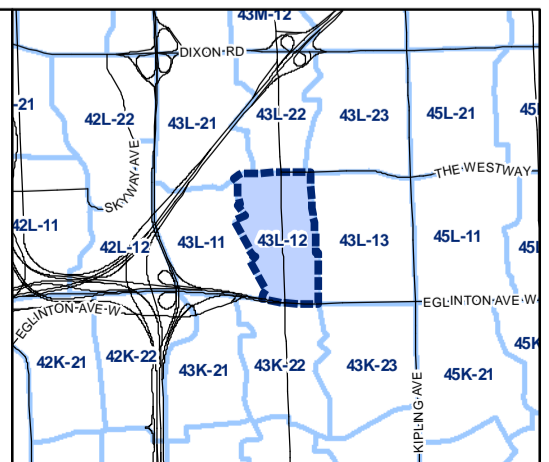 43M-12
DIXON RD
-21
42L-22
43L-21
43L-22
43L-23
45L-21
45
SKYWAY AVE
THE WESTWAY
42L-11
42L-12
43L-11
43L-12
43L-13
45L-11
45
EGLINTON AVE W
EGLINTON AVE W
42K-21
42K-22
43K-21
43K-22
43K-23
45K-21
45K
KIPLING AVE